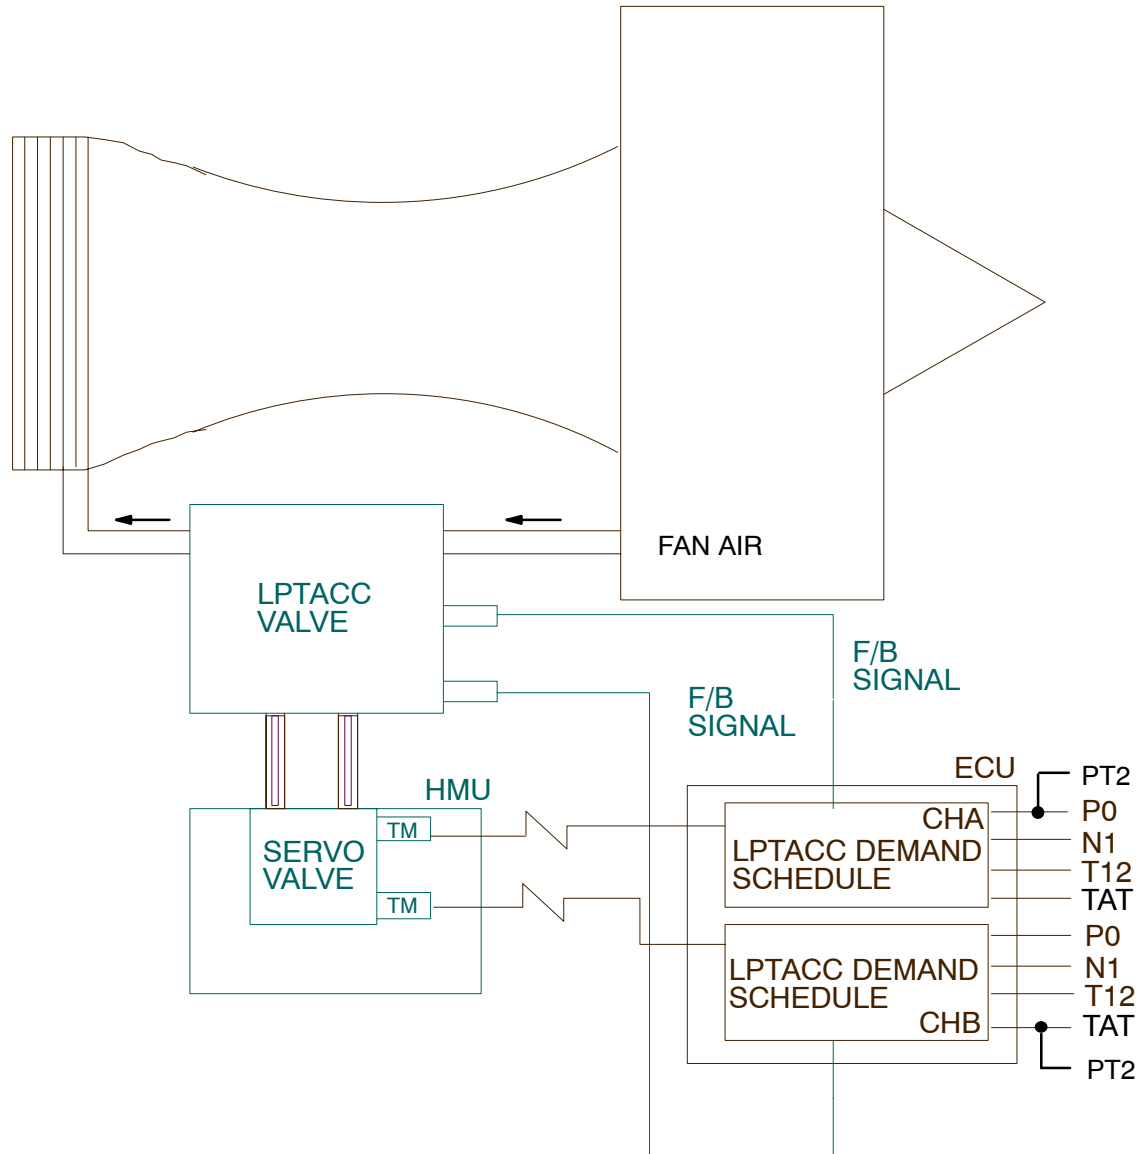 FAN AIR
LPTACC
VALVE
F/B
SIGNAL
F/B
SIGNAL
ECU
PT2
HMU
CHA
P0
TM
N1
SERVO
VALVE
LPTACC DEMAND
SCHEDULE
T12
TAT
TM
P0
LPTACC DEMAND
SCHEDULE
N1
T12
CHB
TAT
PT2